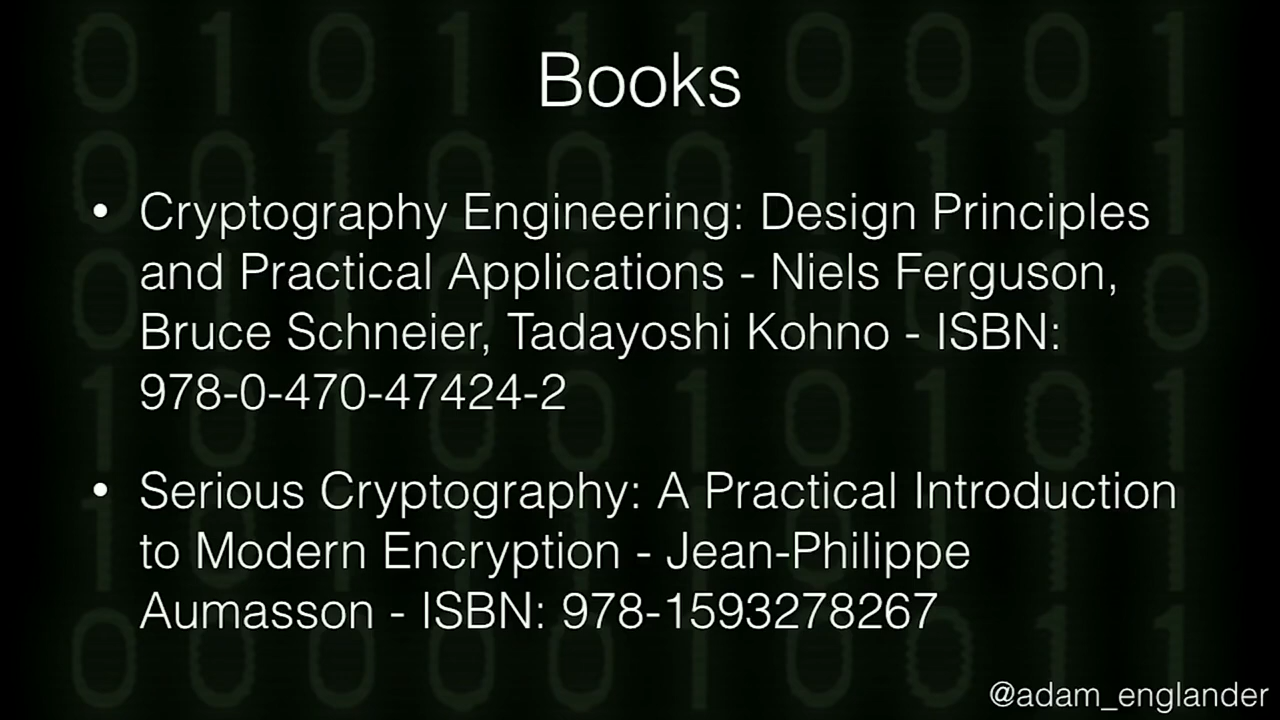 Books
• Cryptography Engineering: Design Principles
and Practical Applications - Niels Ferguson,
Bruce Schneier, Tadayoshi Kohno - ISBN:
978-0-470-47424-2
• Serious Cryptography: A Practical Introduction
to Modern Encryption - Jean-Philippe
Aumasson - ISBN: 978-1593278267
@adam_englander